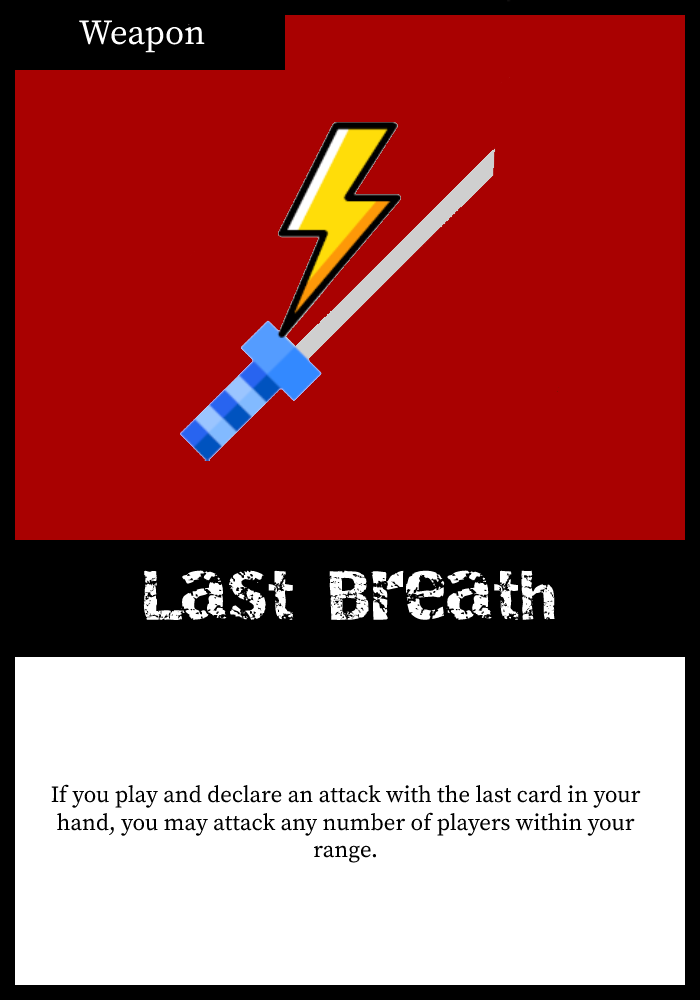 Weapon
Last Breath
If you play and declare an attack with the last card in your
hand, you may attack any number of players within your
range.